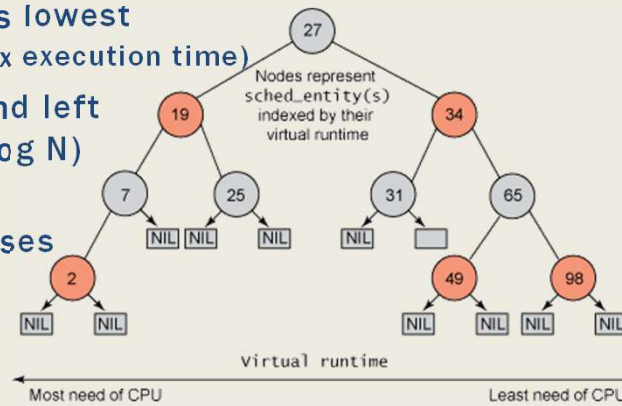 s lowest
x execution time)
nd left
og N)
ses
27
Nodes represent
sched_entity(s)
indexed by their
virtual runtime
19
34
7
25
31
65
NIL
NIL
NIL
NIL
2
49
98
NIL
NIL
NIL
NIL
NIL
NIL
Virtual runtime
Most need of CPU
Least need of CPU